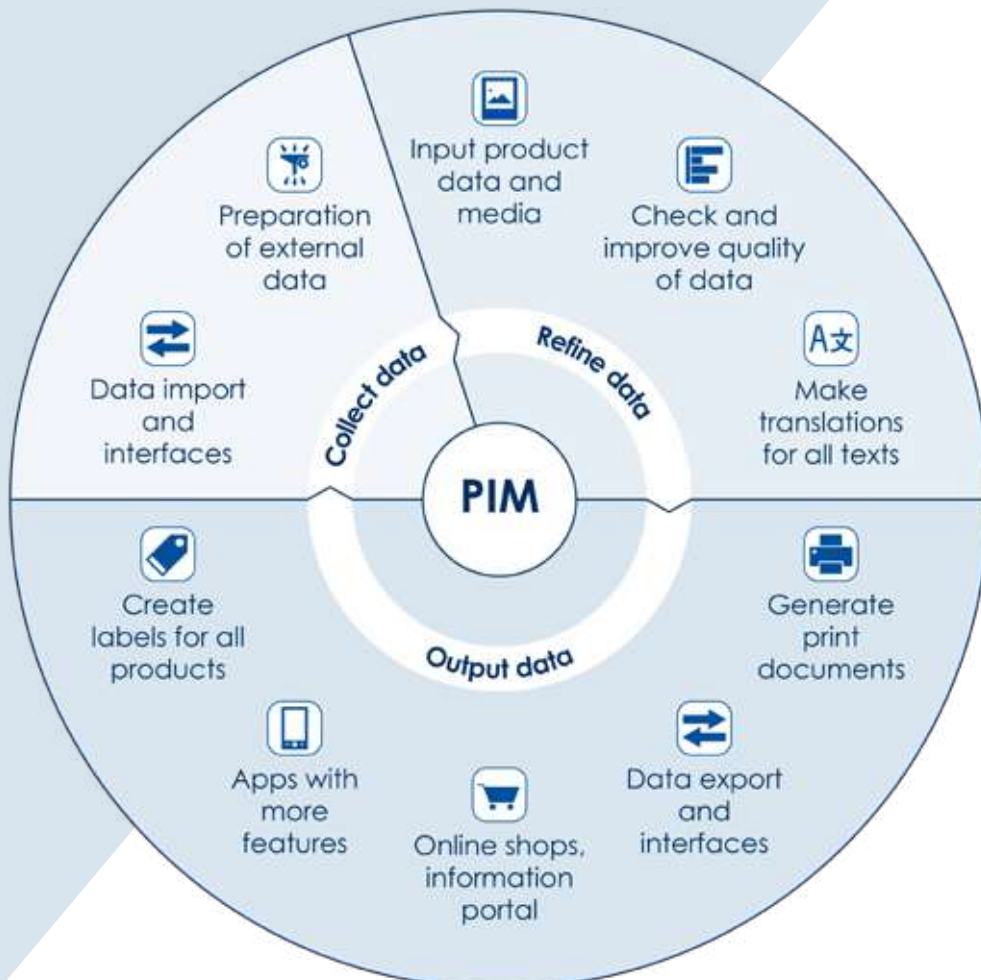 Input product
data and
media
Check and
improve quality
of data
Make
translations
for all texts
Refine data
Preparation
of external
data
Data import
and
interfaces
Collect data
PIM
Output data
Generate
print
documents
Data export
and
interfaces
Online shops,
information
portal
Apps with
more
features
Create
labels for all
products
A文